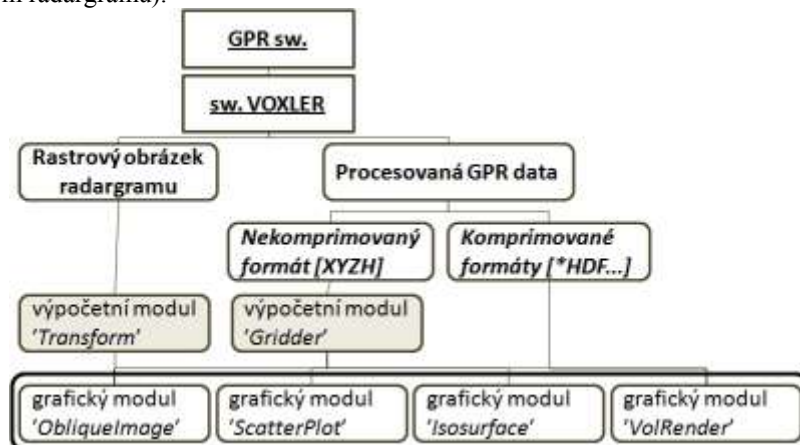 GPR sw.
sw. VOXLER
Rastrový obrázek
radargramu
Procesovaná GPR data
Nekomprimovaný
formát [XYZH]
Komprimované
formáty [*HDF...]
výpočetní modul
'Transform'
výpočetní modul
'Gridder'
grafický modul
'ObliqueImage'
grafický modul
'ScatterPlot'
grafický modul
'Isosurface'
grafický modul
'VolRender'